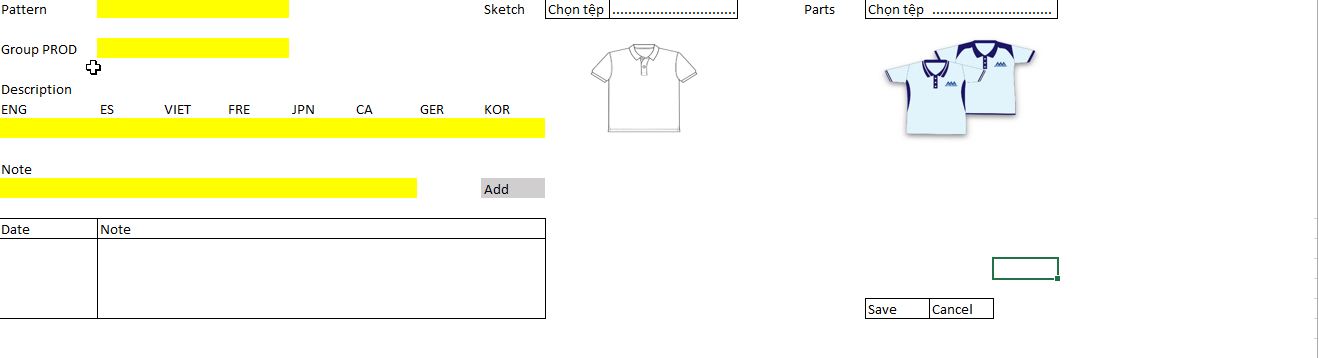 Pattern
Sketch Chọn tệp ................................
Parts Chọn tệp ..............................
Group PROD
Description
ENG ES VIET FRE JPN CA GER KOR
Note
Add
Date Note
Save Cancel